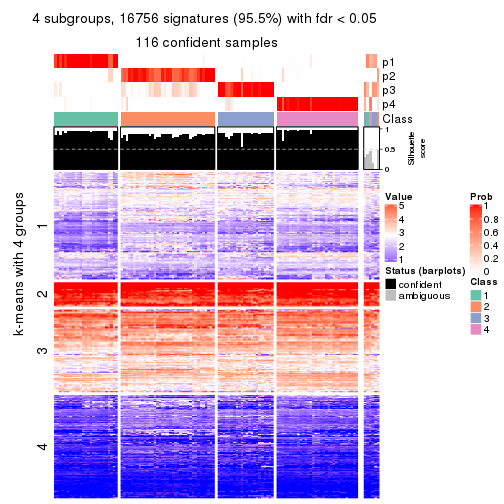 4 subgroups, 16756 signatures (95.5%) with fdr < 0.05
116 confident samples
p1
p2
p3
p4
Class
1
0.5
0
Silhouette
score
k-means with 4 groups
1
2
3
4
Value
5
4
3
2
1
Status (barplots)
confident
ambiguous
Prob
1
0.8
0.6
0.4
0.2
0
Class
1
2
3
4